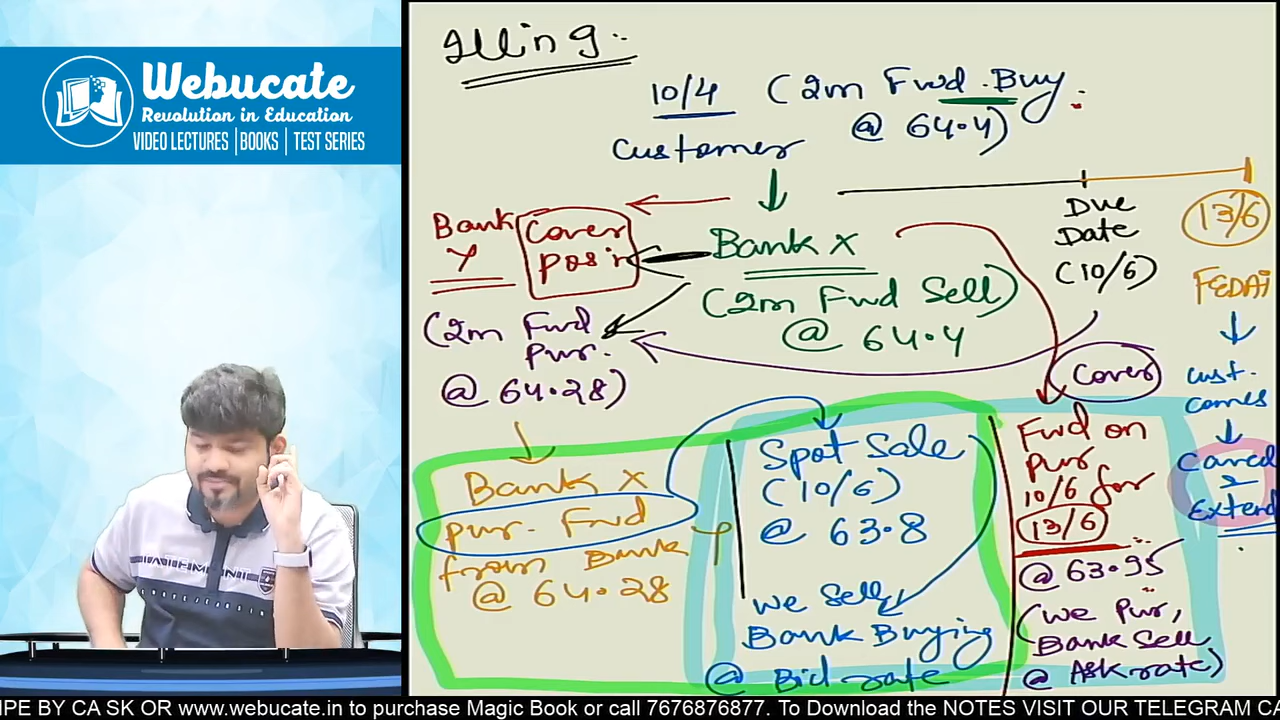 Webucate
Revolution in Education
VIDEO LECTURES | BOOKS | TEST SERIES
10/4 (2m Fwd. Buy
@ 64.4)
Customer
Bank X
(2m Fwd Sell)
@ 64.4
Bank
Y
Cover
pos'n
(2m Fwd
pur.
@ 64.28)
Due
Date
(10/6)
13/6
FEDAI
cust.
comes
Cancel
&
Extend
Cover
Bank X
pur. Fwd
from Bank Y
@ 64.28
Spot Sale
(10/6)
@ 63.8
we Sell,
Bank Buying
@ Bid rate
Fwd on
pur
10/6 for
13/6
@ 63.95
(we pur,
Bank Sell
@ Ask rate)
IPE BY CA SK OR www.webucate.in to purchase Magic Book or call 7676876877. To Download the NOTES VISIT OUR TELEGRAM CA